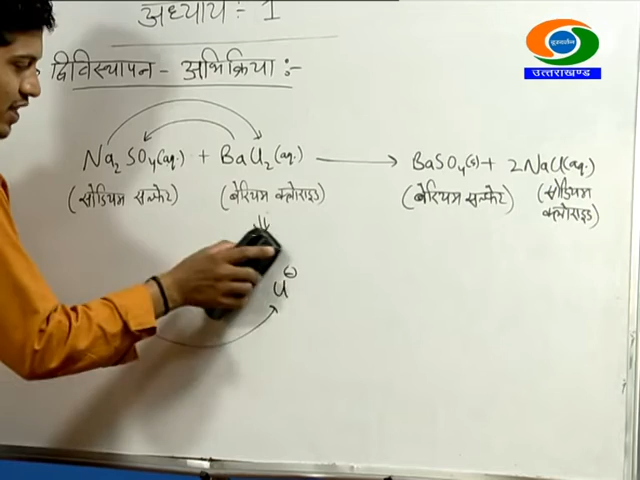 अध्याय :- 1
दूरदर्शन
उत्तराखण्ड
द्विविस्थापन - अभिक्रिया :-
Na₂SO₄(aq.) + BaCl₂(aq.) ⟶ BaSO₄(s) + 2NaCl(aq.)
(सोडियम सल्फेट) (बेरियम क्लोराइड) (बेरियम सल्फेट) (सोडियम क्लोराइड)
Cl⊖